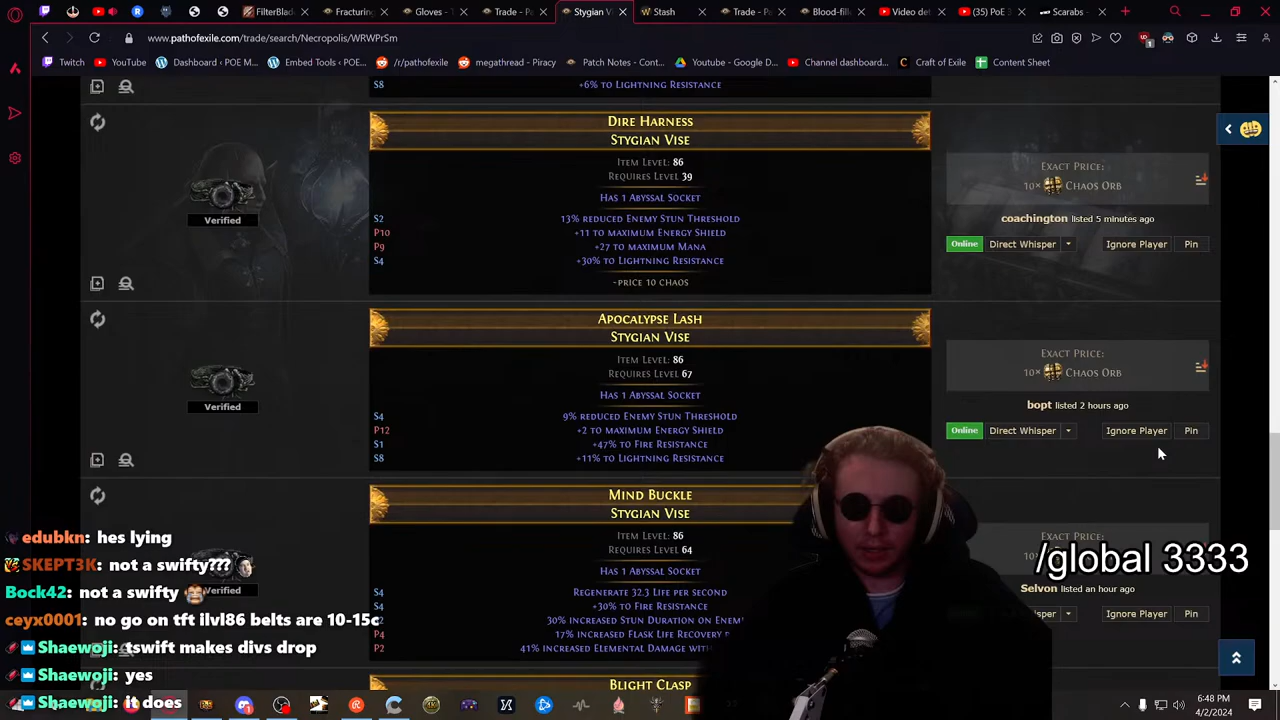 FilterBlade
Fracturing
Gloves - T
Trade - Pa
Stygian V
Stash
Trade - Pa
Blood-fille
Video det
(35) PoE 3
Scarabs -
www.pathofexile.com/trade/search/Necropolis/WRWPrSm
Twitch
YouTube
Dashboard ‹ POE M...
Embed Tools ‹ POE...
/r/pathofexile
megathread - Piracy
Patch Notes - Cont...
YouTube - Google D...
Channel dashboard...
Craft of Exile
Content Sheet
S8 +6% to Lightning Resistance
Dire Harness
Stygian Vise
Item Level: 86
Requires Level 39
Has 1 Abyssal Socket
S2 13% reduced Enemy Stun Threshold
P10 +11 to maximum Energy Shield
P9 +27 to maximum Mana
S4 +30% to Lightning Resistance
~price 10 chaos
Verified
Exact Price:
10× Chaos Orb
coachington listed 5 minutes ago
Online Direct Whisper Ignore Player Pin
Apocalypse Lash
Stygian Vise
Item Level: 86
Requires Level 67
Has 1 Abyssal Socket
S4 9% reduced Enemy Stun Threshold
P12 +2 to maximum Energy Shield
S1 +47% to Fire Resistance
S8 +11% to Lightning Resistance
Verified
Exact Price:
10× Chaos Orb
bopt listed 2 hours ago
Online Direct Whisper Ignore Player Pin
Mind Buckle
Stygian Vise
Item Level: 86
Requires Level 64
Has 1 Abyssal Socket
S4 Regenerate 32.3 Life per second
S4 +30% to Fire Resistance
30% increased Stun Duration on Enem
P4 17% increased Flask Life Recovery
P2 41% increased Elemental Damage with
Verified
Selvon listed an hour ago
Ignore Player Pin
Blight Clasp
/global 3333
edubkn: hes lying
SKEPT3K: not a swifty???
Bock42: not a swifty
ceyx0001: no go on tft ilvl86 belts are 10-15c
Shaewoji: tswift makes divs drop
Shaewoji: yes
Shaewoji: it does
6:48 PM
4/2/2024